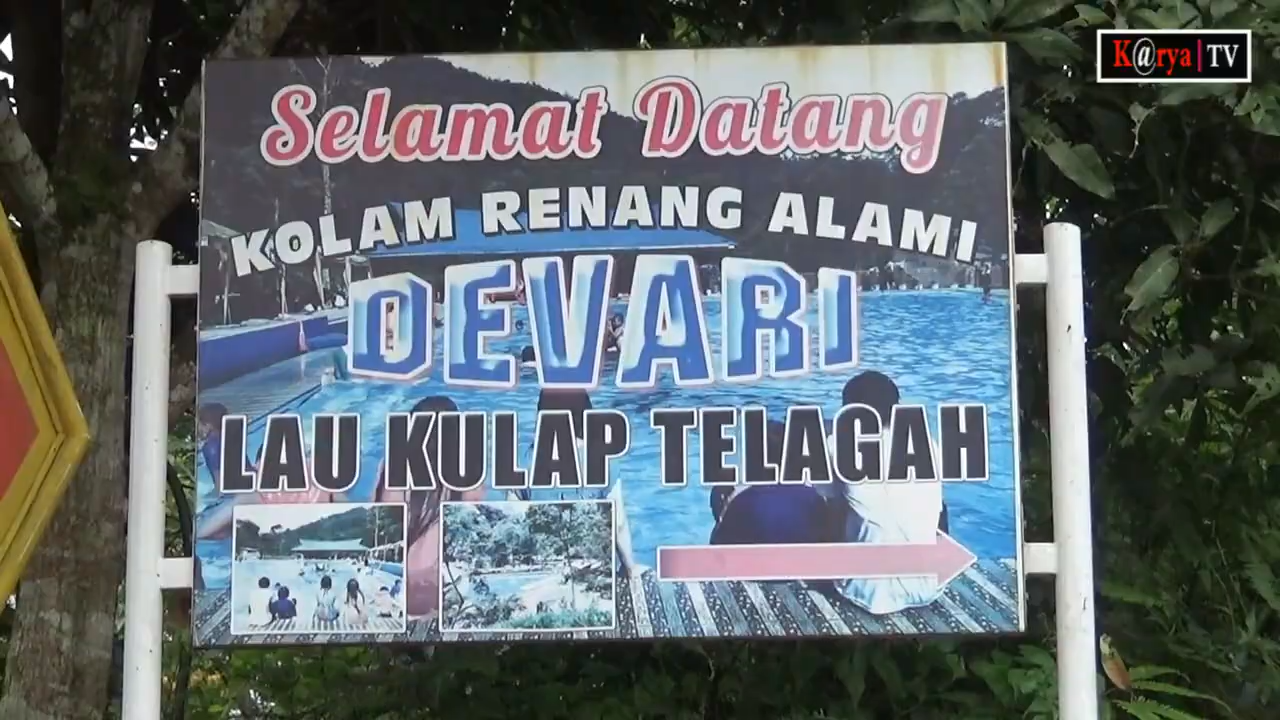 K@rya|TV
Selamat Datang
KOLAM RENANG ALAMI
DEVARI
LAU KULAP TELAGAH